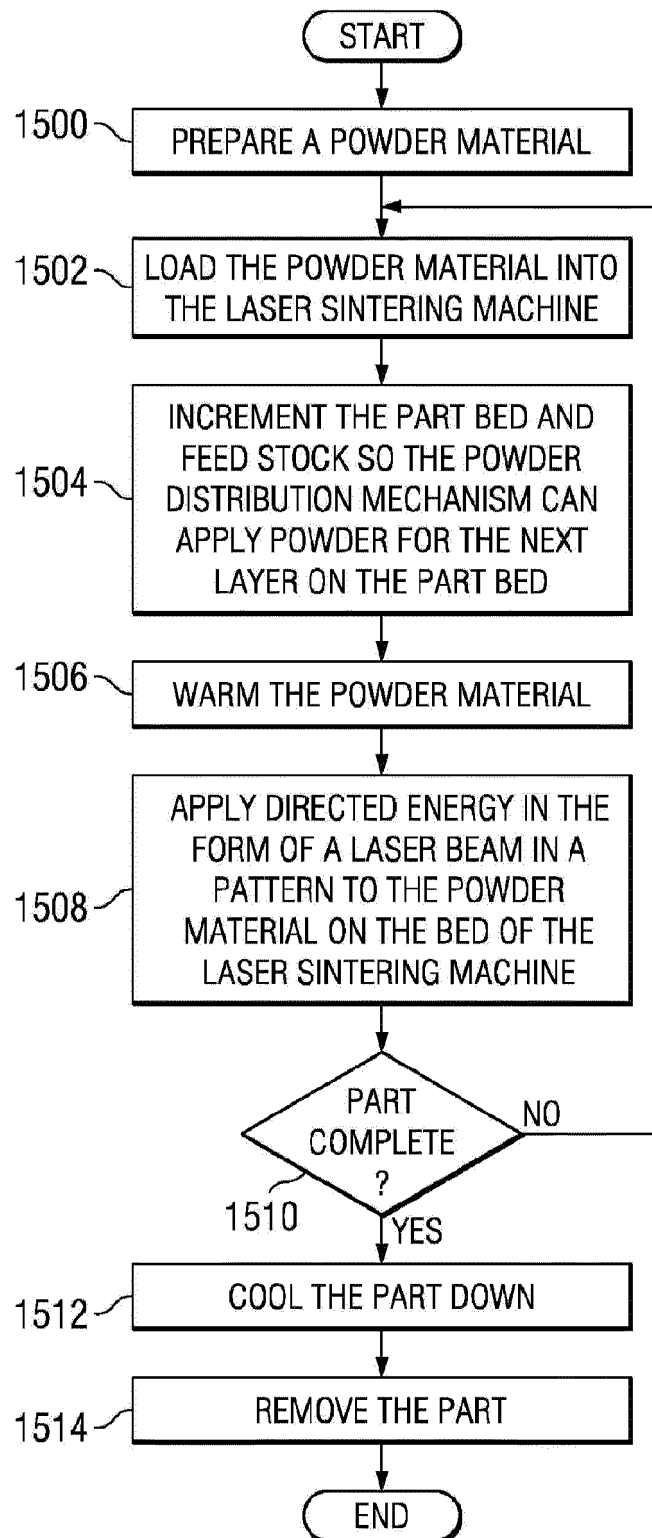 START
1500
PREPARE A POWDER MATERIAL
1502
LOAD THE POWDER MATERIAL INTO
THE LASER SINTERING MACHINE
1504
INCREMENT THE PART BED AND
FEED STOCK SO THE POWDER
DISTRIBUTION MECHANISM CAN
APPLY POWDER FOR THE NEXT
LAYER ON THE PART BED
1506
WARM THE POWDER MATERIAL
1508
APPLY DIRECTED ENERGY IN THE
FORM OF A LASER BEAM IN A
PATTERN TO THE POWDER
MATERIAL ON THE BED OF THE
LASER SINTERING MACHINE
PART
COMPLETE
?
NO
1510
YES
1512
COOL THE PART DOWN
1514
REMOVE THE PART
END